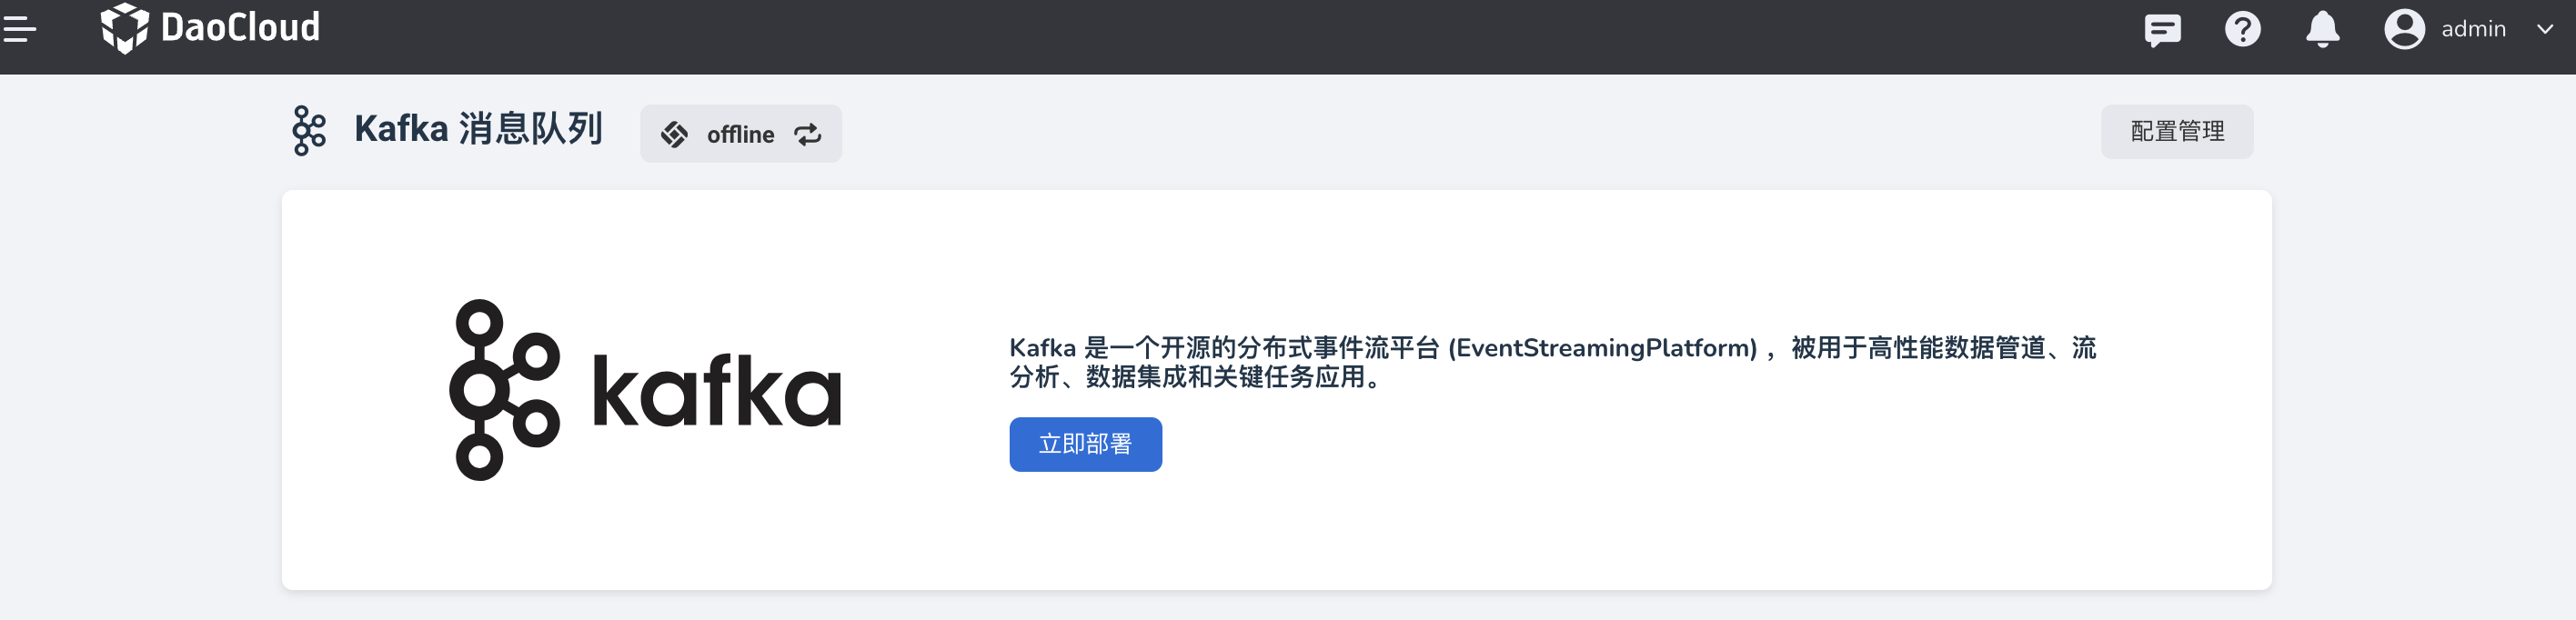 DaoCloud
admin
Kafka 消息队列
offline
配置管理
kafka
Kafka 是一个开源的分布式事件流平台 (EventStreamingPlatform) ，被用于高性能数据管道、流
分析、数据集成和关键任务应用。
立即部署